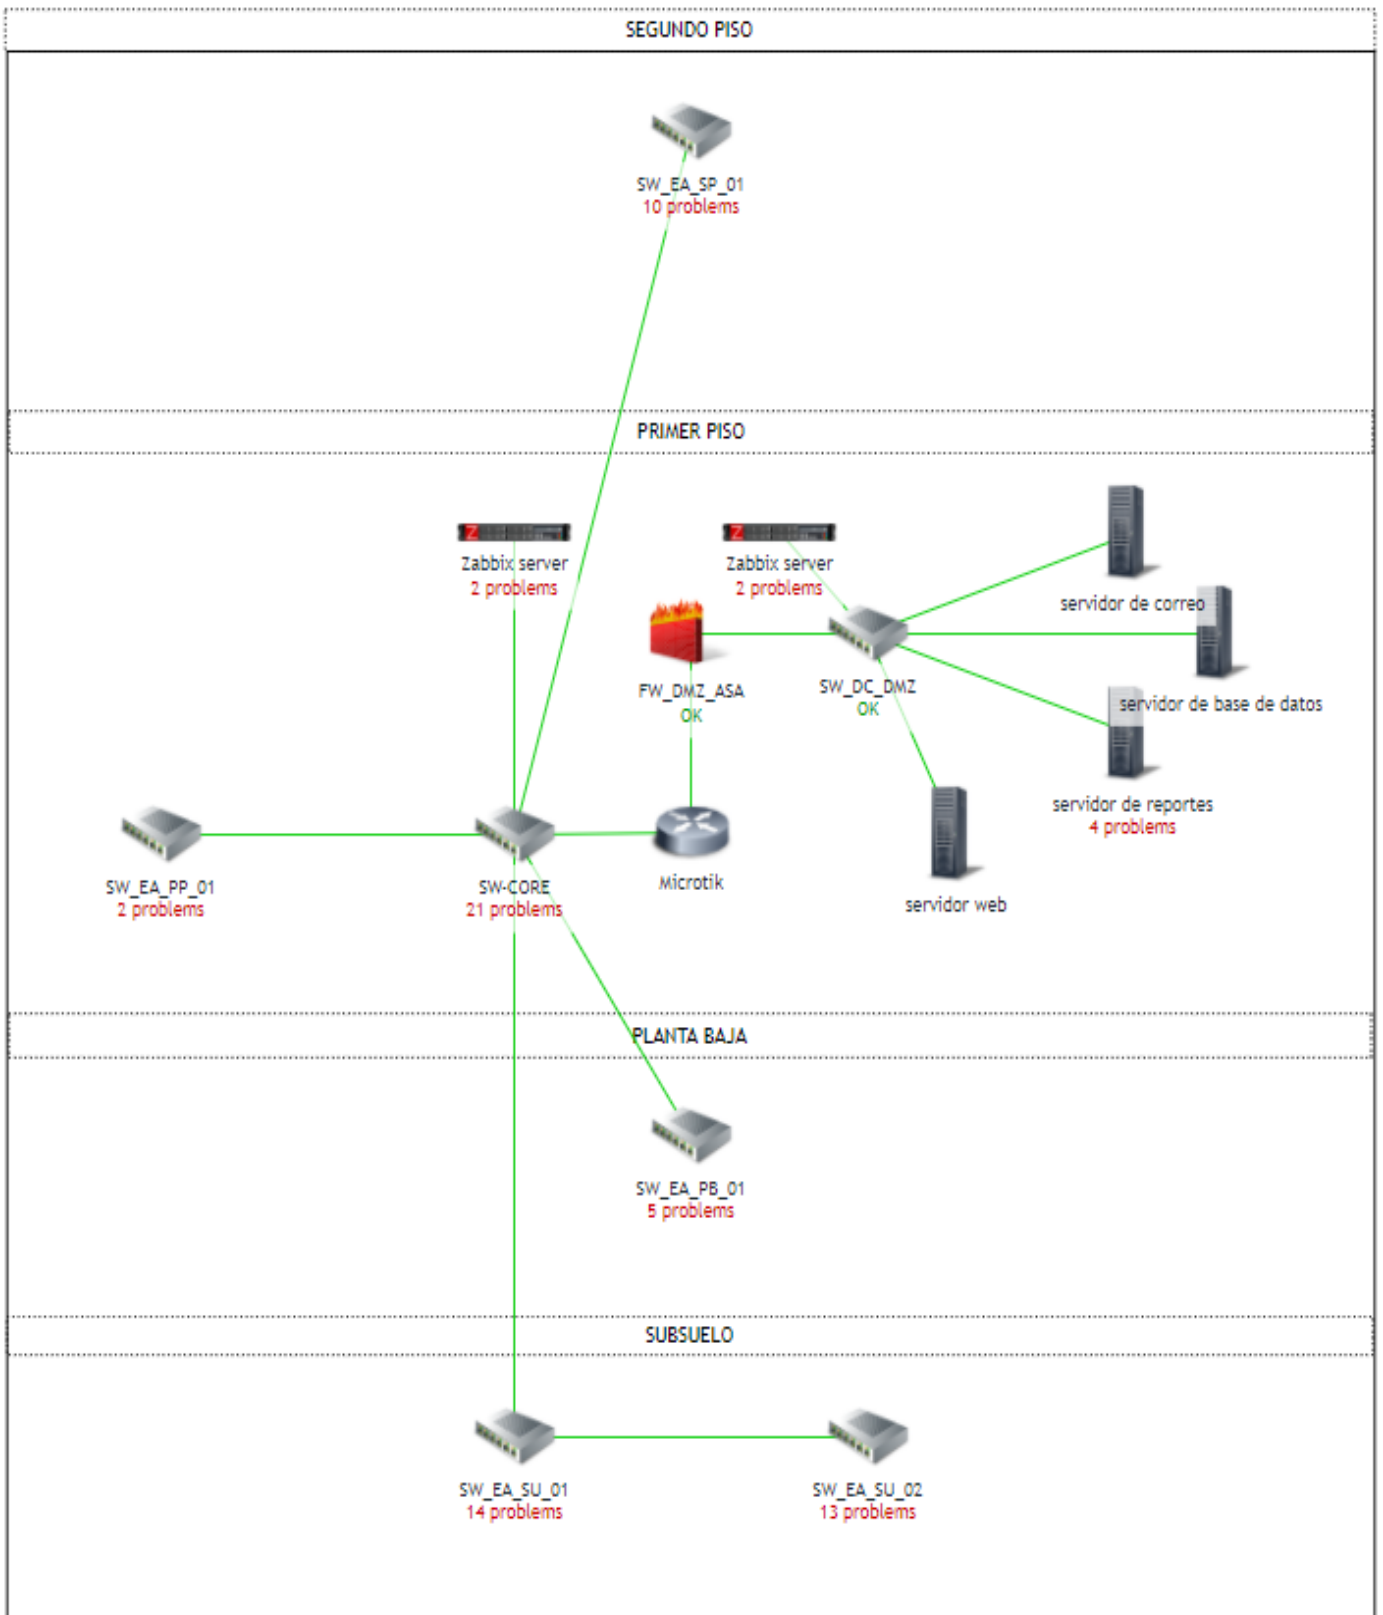 SEGUNDO PISO
SW_EA_SP_01
10 problems
PRIMER PISO
Zabbix server
2 problems
Zabbix server
2 problems
servidor de correo
FW_DMZ_ASA
OK
SW_DC_DMZ
OK
servidor de base de datos
servidor de reportes
4 problems
SW_EA_PP_01
2 problems
SW-CORE
21 problems
Microtik
servidor web
PLANTA BAJA
SW_EA_PB_01
5 problems
SUBSUELO
SW_EA_SU_01
14 problems
SW_EA_SU_02
13 problems